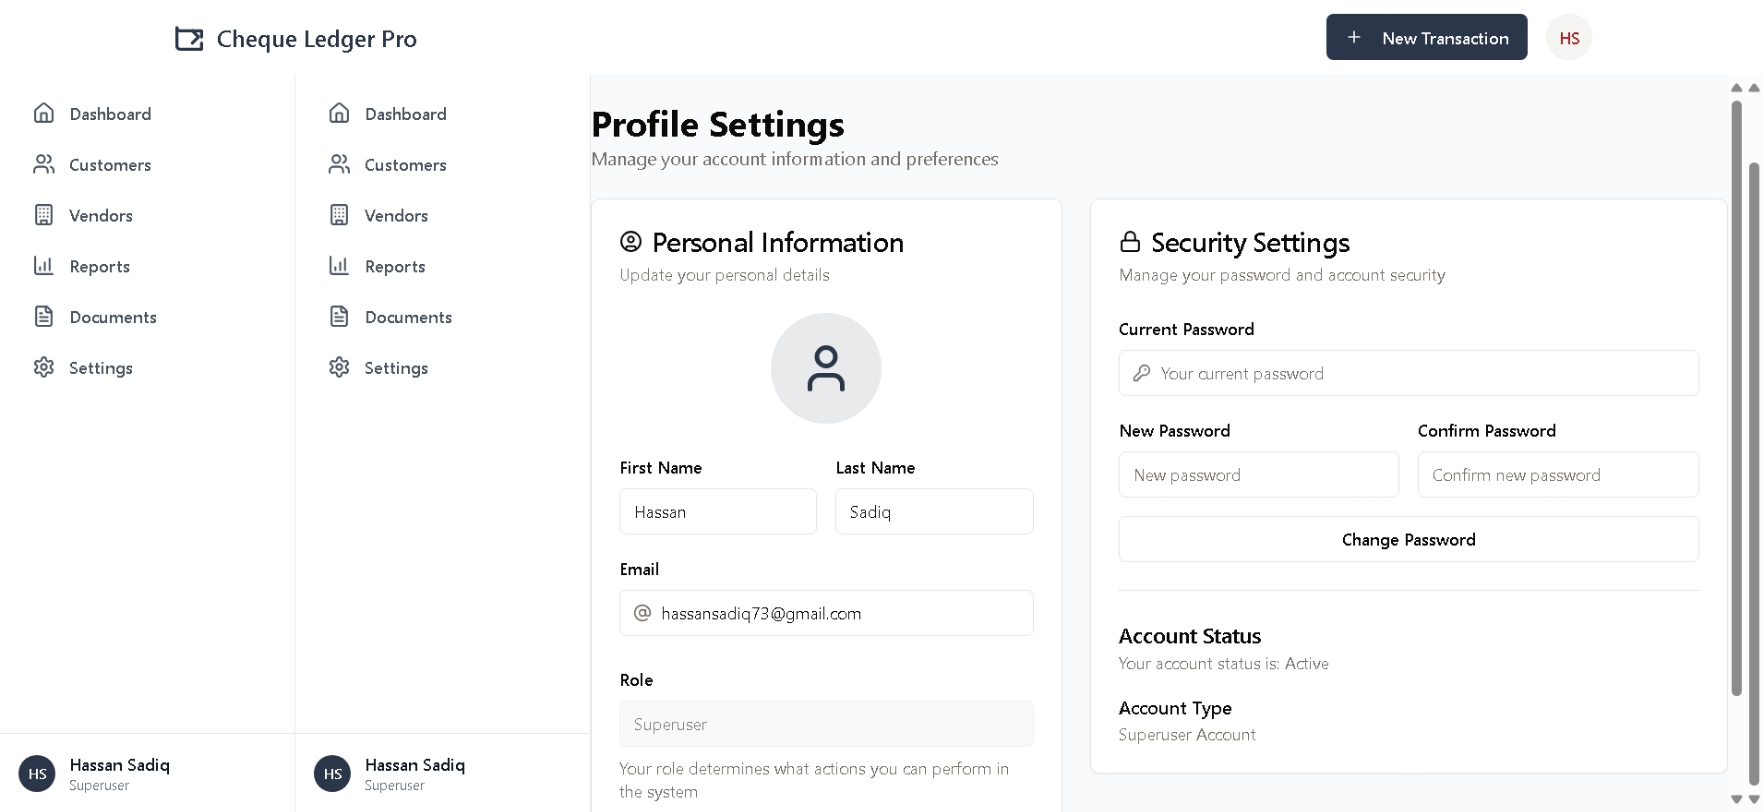 Cheque Ledger Pro
New Transaction
HS
Dashboard
Customers
Vendors
Reports
Documents
Settings
HS
Hassan Sadiq
Superuser
Dashboard
Customers
Vendors
Reports
Documents
Settings
HS
Hassan Sadiq
Superuser
Profile Settings
Manage your account information and preferences
Personal Information
Update your personal details
First Name
Last Name
Hassan
Sadiq
Email
@ hassansadiq73@gmail.com
Role
Superuser
Your role determines what actions you can perform in
the system
Security Settings
Manage your password and account security
Current Password
Your current password
New Password
Confirm Password
New password
Confirm new password
Change Password
Account Status
Your account status is: Active
Account Type
Superuser Account